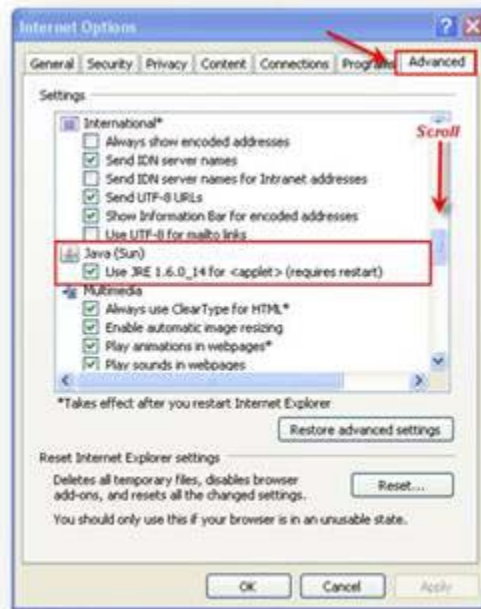 Internet Options
General Security Privacy Content Connections Programs Advanced
Settings
International*
Scroll
Always show encoded addresses
Send IDN server names
Send IDN server names for Intranet addresses
Send UTF-8 URLs
Show Information Bar for encoded addresses
Use UTF-8 for mailto links
Java (Sun)
Use JRE 1.6.0_14 for <applet> (requires restart)
Multimedia
Always use ClearType for HTML*
Enable automatic image resizing
Play animations in webpages*
Play sounds in webpages
*Takes effect after you restart Internet Explorer
Restore advanced settings
Reset Internet Explorer settings
Deletes all temporary files, disables browser
add-ons, and resets all the changed settings.
Reset...
You should only use this if your browser is in an unusable state.
OK Cancel Apply